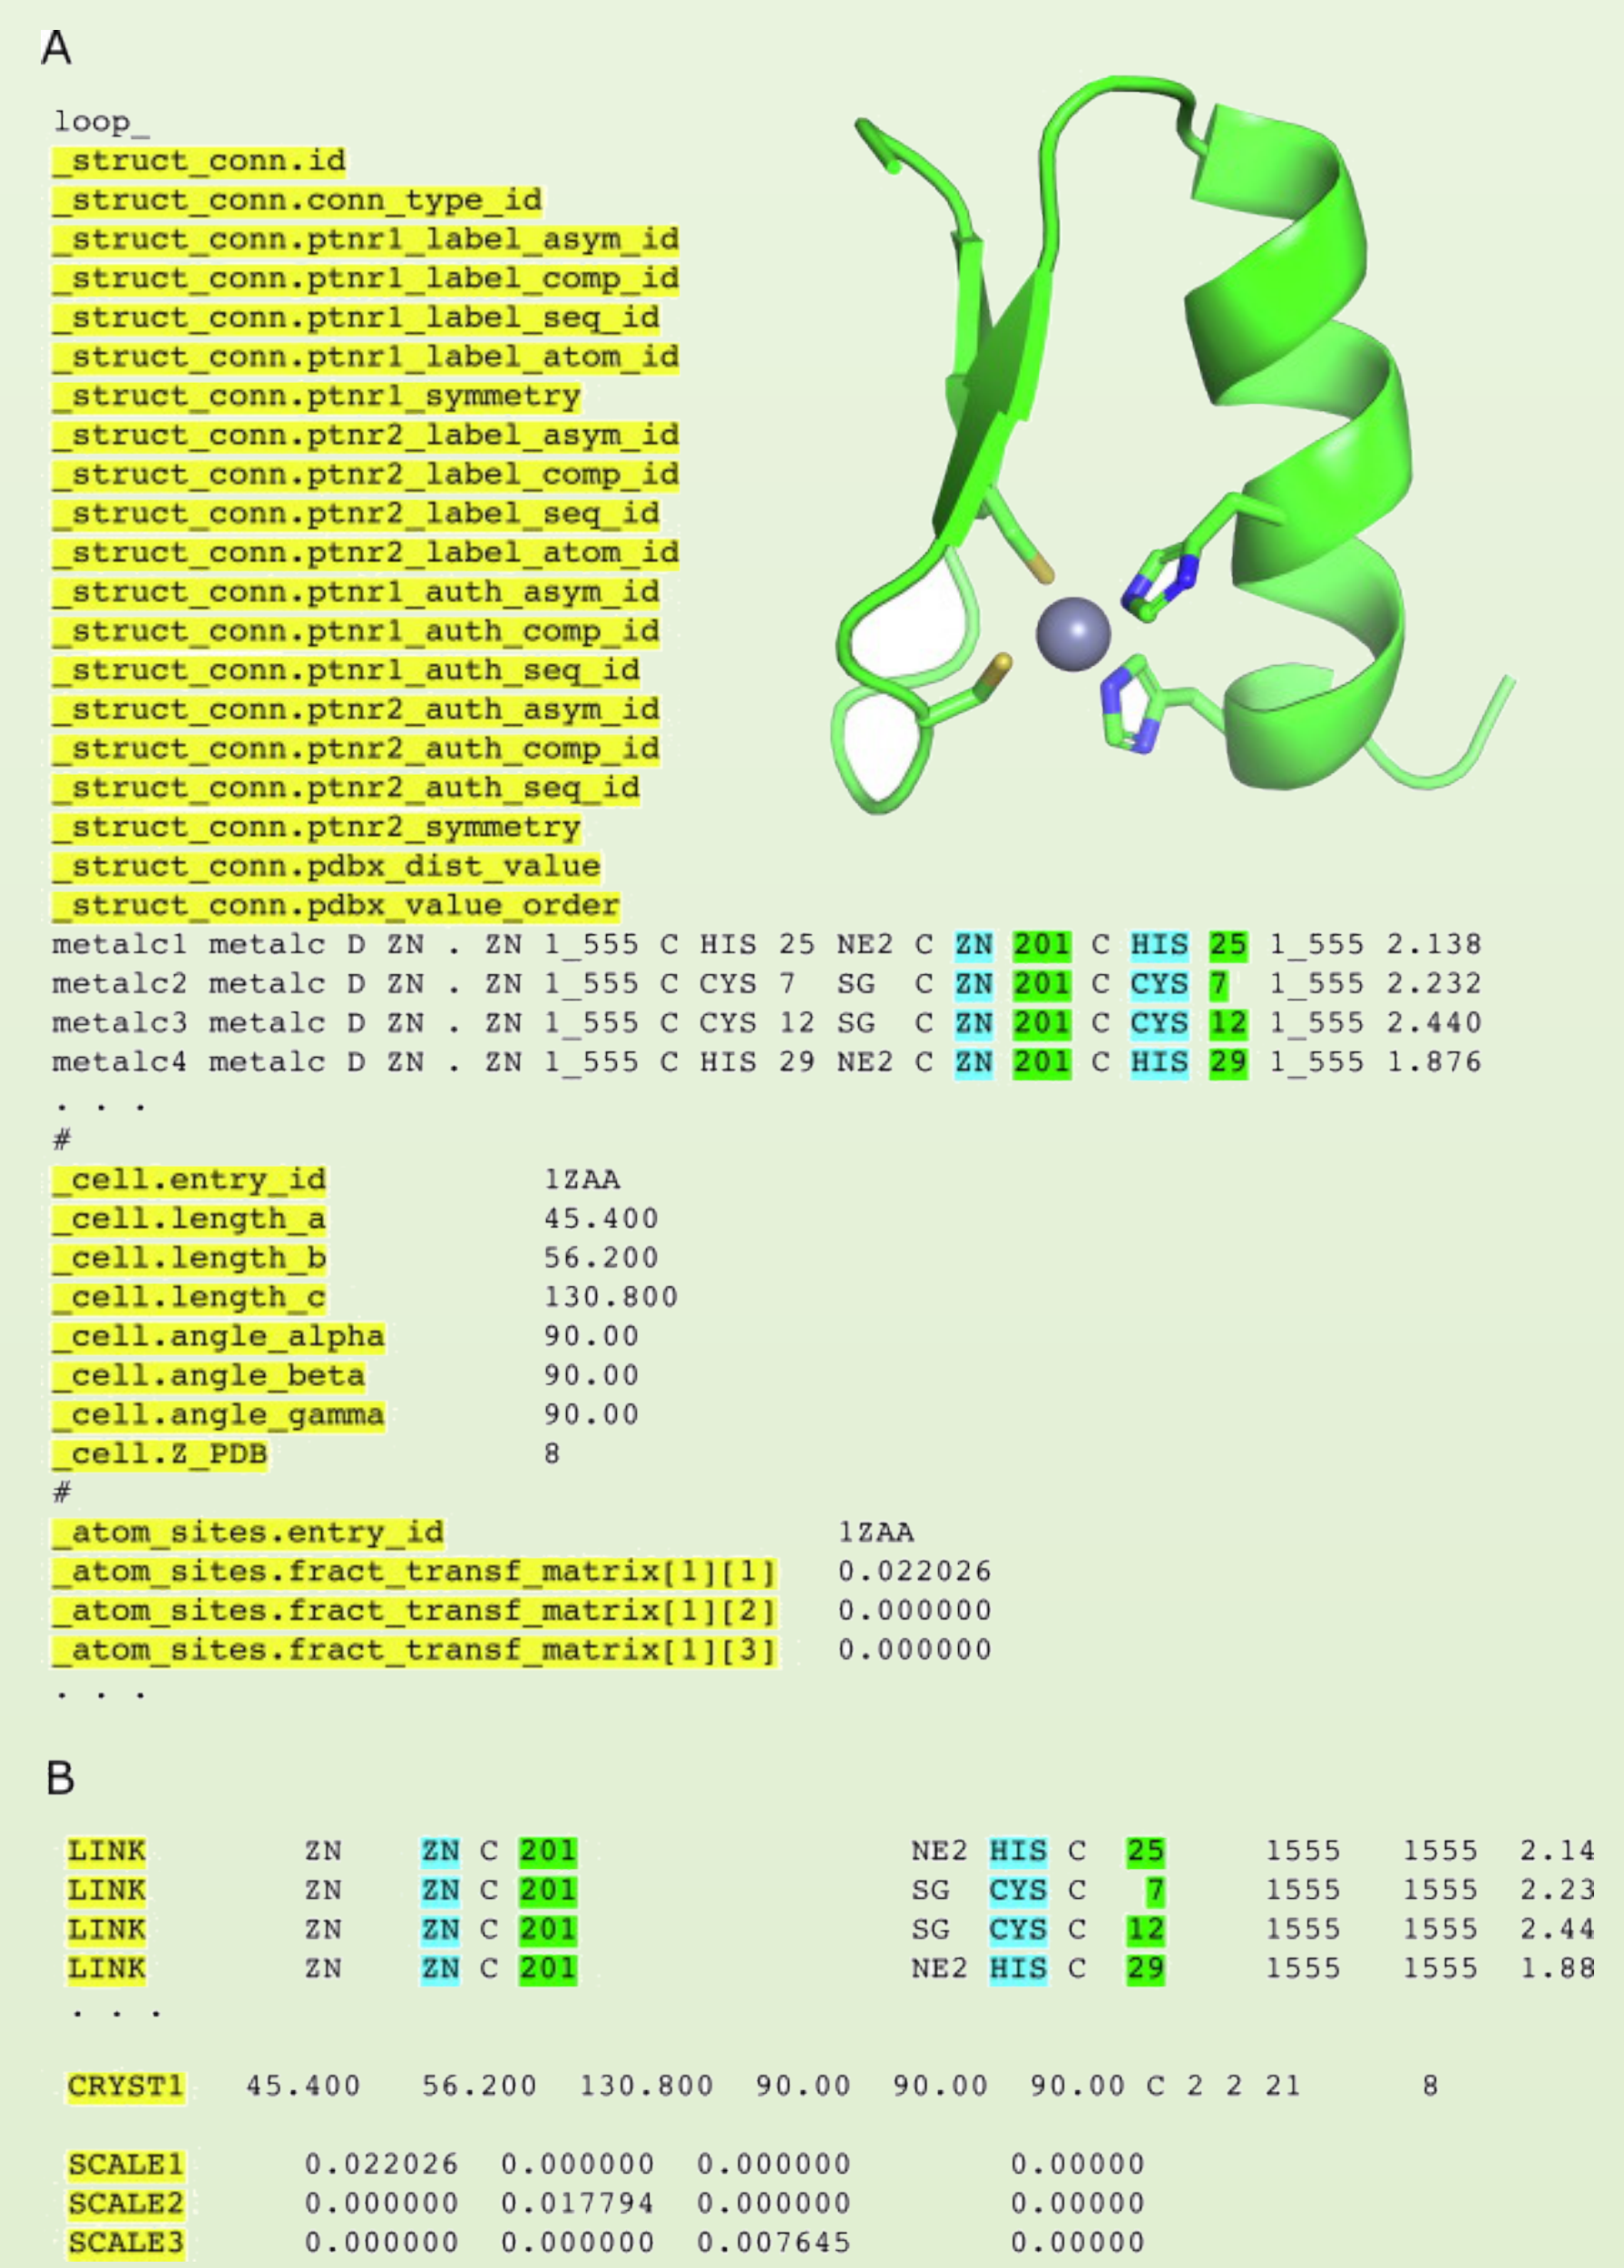 A
loop_
_struct_conn.id
_struct_conn.conn_type_id
_struct_conn.ptnr1_label_asym_id
_struct_conn.ptnr1_label_comp_id
_struct_conn.ptnr1_label_seq_id
_struct_conn.ptnr1_label_atom_id
_struct_conn.ptnr1_symmetry
_struct_conn.ptnr2_label_asym_id
_struct_conn.ptnr2_label_comp_id
_struct_conn.ptnr2_label_seq_id
_struct_conn.ptnr2_label_atom_id
_struct_conn.ptnr1_auth_asym_id
_struct_conn.ptnr1_auth_comp_id
_struct_conn.ptnr1_auth_seq_id
_struct_conn.ptnr2_auth_asym_id
_struct_conn.ptnr2_auth_comp_id
_struct_conn.ptnr2_auth_seq_id
_struct_conn.ptnr2_symmetry
_struct_conn.pdbx_dist_value
_struct_conn.pdbx_value_order
metalc1 metalc D ZN . ZN 1_555 C HIS 25 NE2 C ZN 201 C HIS 25 1_555 2.138
metalc2 metalc D ZN . ZN 1_555 C CYS 7 SG C ZN 201 C CYS 7 1_555 2.232
metalc3 metalc D ZN . ZN 1_555 C CYS 12 SG C ZN 201 C CYS 12 1_555 2.440
metalc4 metalc D ZN . ZN 1_555 C HIS 29 NE2 C ZN 201 C HIS 29 1_555 1.876
. . .
#
_cell.entry_id 1ZAA
_cell.length_a 45.400
_cell.length_b 56.200
_cell.length_c 130.800
_cell.angle_alpha 90.00
_cell.angle_beta 90.00
_cell.angle_gamma 90.00
_cell.Z_PDB 8
#
_atom_sites.entry_id 1ZAA
_atom_sites.fract_transf_matrix[1][1] 0.022026
_atom_sites.fract_transf_matrix[1][2] 0.000000
_atom_sites.fract_transf_matrix[1][3] 0.000000
. . .
B
LINK ZN ZN C 201 NE2 HIS C 25 1555 1555 2.14
LINK ZN ZN C 201 SG CYS C 7 1555 1555 2.23
LINK ZN ZN C 201 SG CYS C 12 1555 1555 2.44
LINK ZN ZN C 201 NE2 HIS C 29 1555 1555 1.88
. . .
CRYST1 45.400 56.200 130.800 90.00 90.00 90.00 C 2 2 21 8
SCALE1 0.022026 0.000000 0.000000 0.00000
SCALE2 0.000000 0.017794 0.000000 0.00000
SCALE3 0.000000 0.000000 0.007645 0.00000